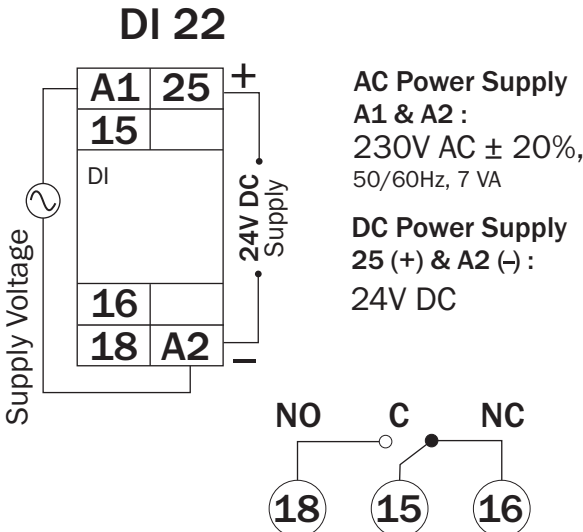 DI 22
A1 25 +
15
DI
16
18 A2 –
Supply Voltage
24V DC
Supply
AC Power Supply
A1 & A2 :
230V AC ± 20%,
50/60Hz, 7 VA
DC Power Supply
25 (+) & A2 (–) :
24V DC
NO C NC
18 15 16